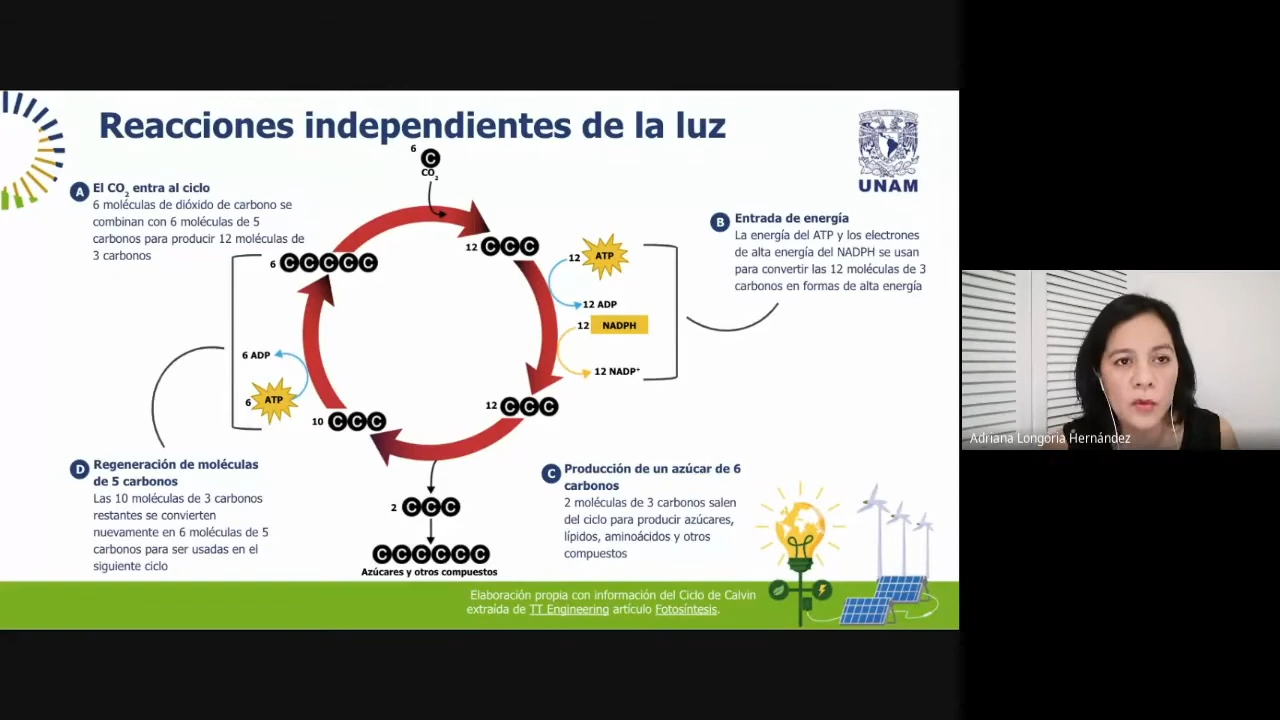 Reacciones independientes de la luz
UNAM
6
C
CO2
A
El CO2 entra al ciclo
6 moléculas de dióxido de carbono se
combinan con 6 moléculas de 5
carbonos para producir 12 moléculas de
3 carbonos
6 CCCCC
12 CCC
12 ATP
12 ADP
12 NADPH
12 NADP+
B
Entrada de energía
La energía del ATP y los electrones
de alta energía del NADPH se usan
para convertir las 12 moléculas de 3
carbonos en formas de alta energía
6 ADP
6 ATP
10 CCC
12 CCC
D
Regeneración de moléculas
de 5 carbonos
Las 10 moléculas de 3 carbonos
restantes se convierten
nuevamente en 6 moléculas de 5
carbonos para ser usadas en el
siguiente ciclo
2 CCC
CCCCCC
Azúcares y otros compuestos
C
Producción de un azúcar de 6
carbonos
2 moléculas de 3 carbonos salen
del ciclo para producir azúcares,
lípidos, aminoácidos y otros
compuestos
Elaboración propia con información del Ciclo de Calvin
extraída de TT Engineering artículo Fotosíntesis.
Adriana Longoria Hernández